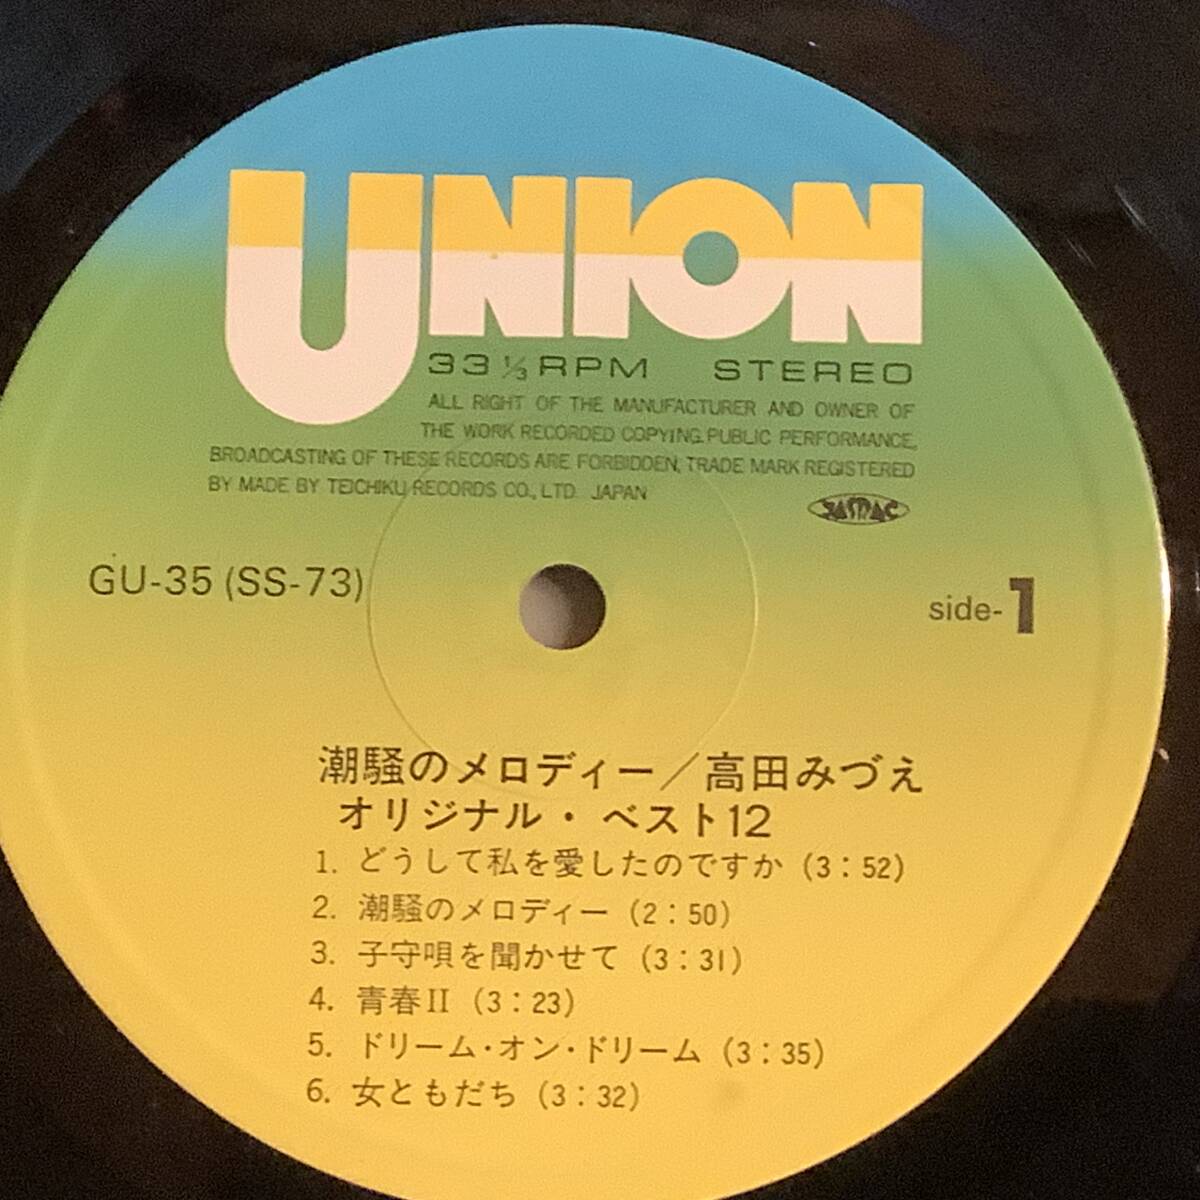 UNION
33 1/3 RPM STEREO
ALL RIGHT OF THE MANUFACTURER AND OWNER OF
THE WORK RECORDED COPYING.PUBLIC PERFORMANCE,
BROADCASTING OF THESE RECORDS ARE FORBIDDEN, TRADE MARK REGISTERED
BY MADE BY TEICHIKU RECORDS CO., LTD. JAPAN
JASRAC
GU-35 (SS-73)
side-1
潮騒のメロディー／高田みづえ
オリジナル・ベスト12
1. どうして私を愛したのですか (3:52)
2. 潮騒のメロディー (2:50)
3. 子守唄を聞かせて (3:31)
4. 青春II (3:23)
5. ドリーム・オン・ドリーム (3:35)
6. 女ともだち (3:32)